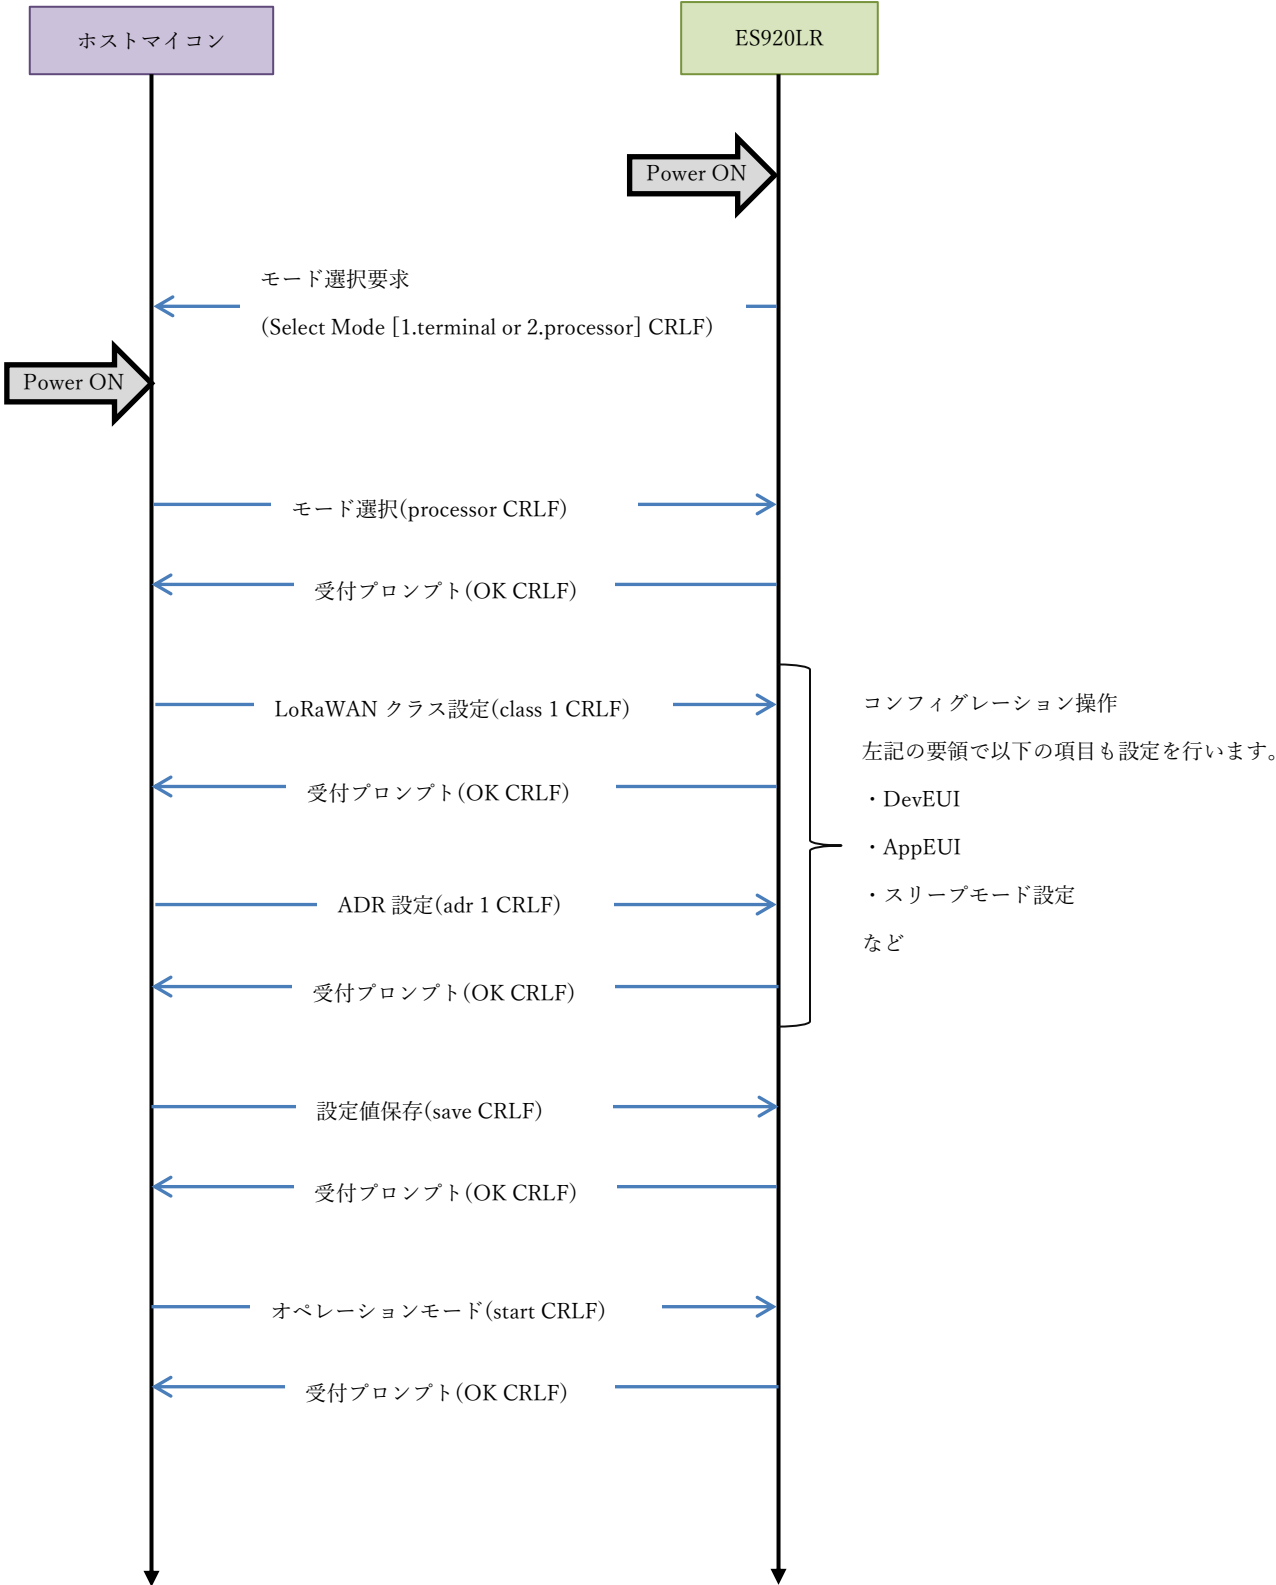 ホストマイコン
ES920LR
Power ON
モード選択要求
(Select Mode [1.terminal or 2.processor] CRLF)
Power ON
モード選択(processor CRLF)
受付プロンプト(OK CRLF)
LoRaWAN クラス設定(class 1 CRLF)
受付プロンプト(OK CRLF)
ADR 設定(adr 1 CRLF)
受付プロンプト(OK CRLF)
コンフィグレーション操作
左記の要領で以下の項目も設定を行います。
・DevEUI
・AppEUI
・スリープモード設定
など
設定値保存(save CRLF)
受付プロンプト(OK CRLF)
オペレーションモード(start CRLF)
受付プロンプト(OK CRLF)